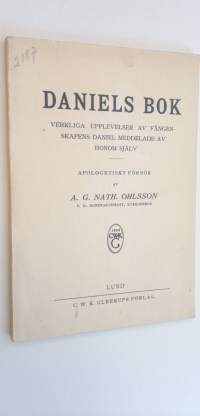 2187
DANIELS BOK
VERKLIGA UPPLEVELSER AV FÅNGEN-
SKAPENS DANIEL MEDDELADE AV
HONOM SJÄLV
APOLOGETISKT FÖRSÖK
AV
A. G. NATH. OHLSSON
LUND
C. W. K. GLEERUPS FÖRLAG